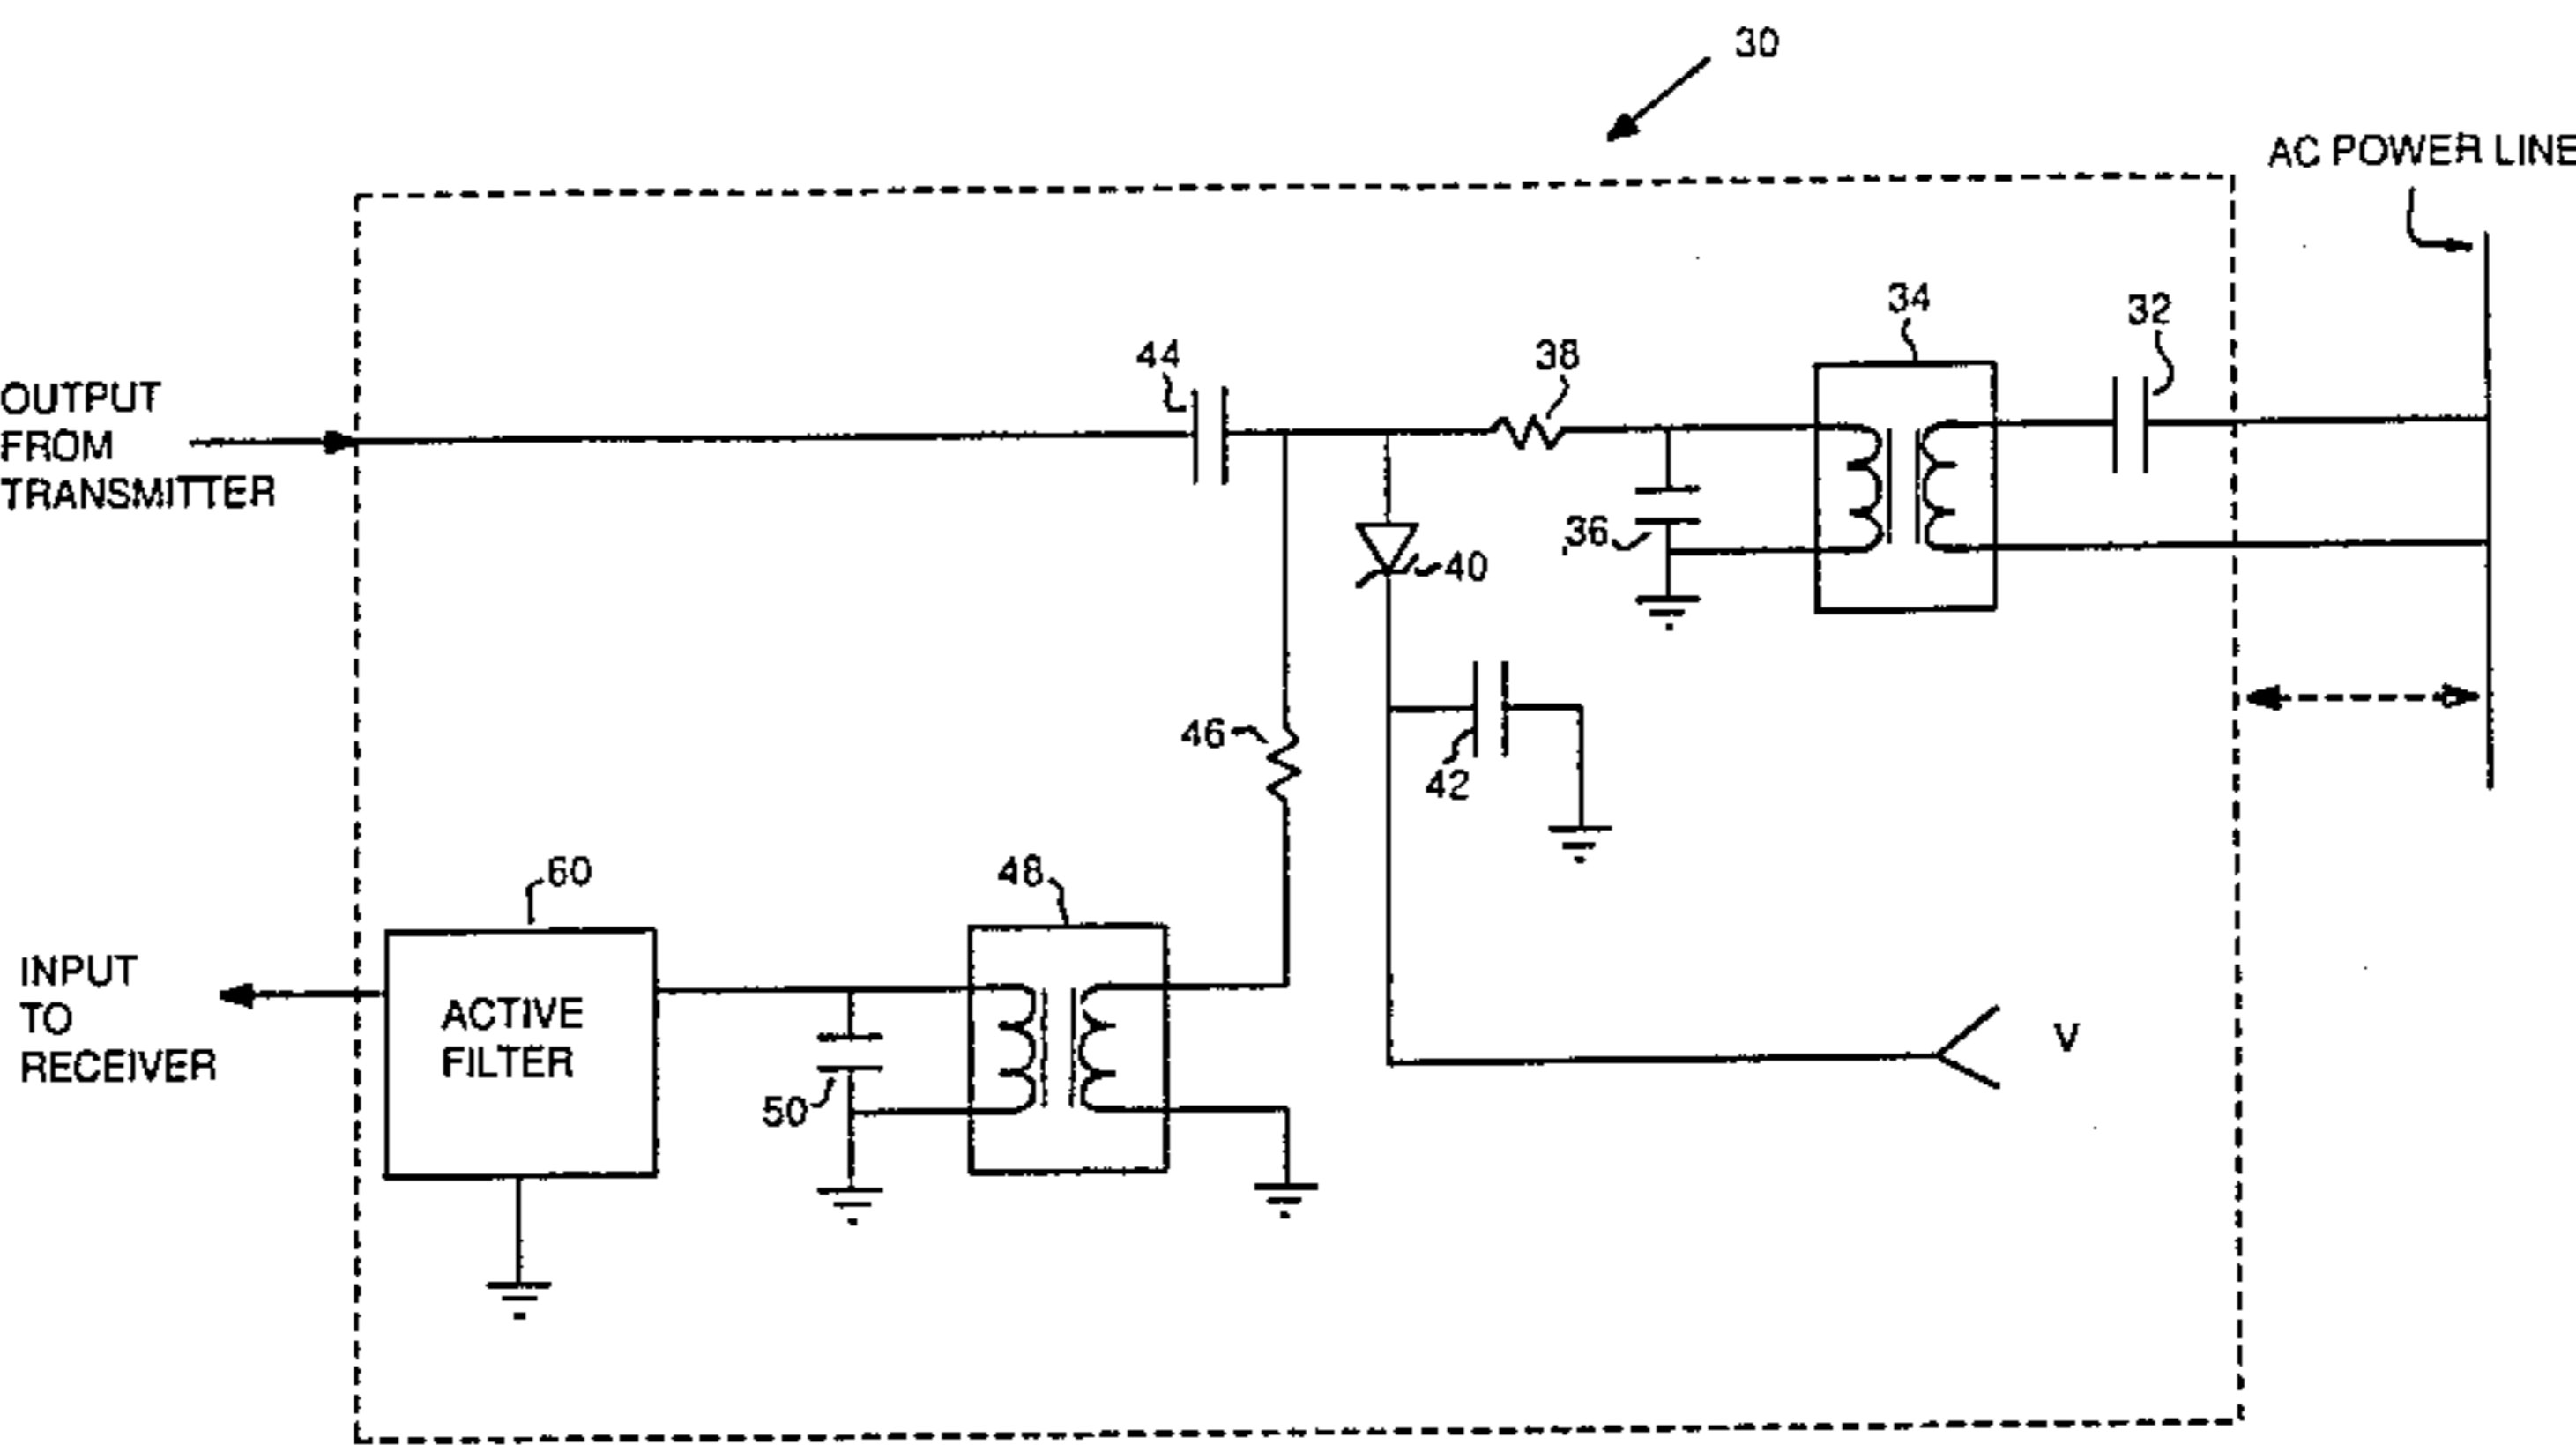 30
AC POWER LINE
34
32
44
38
OUTPUT
FROM
TRANSMITTER
36
40
46
42
60
48
INPUT
TO
RECEIVER
ACTIVE
FILTER
V
50